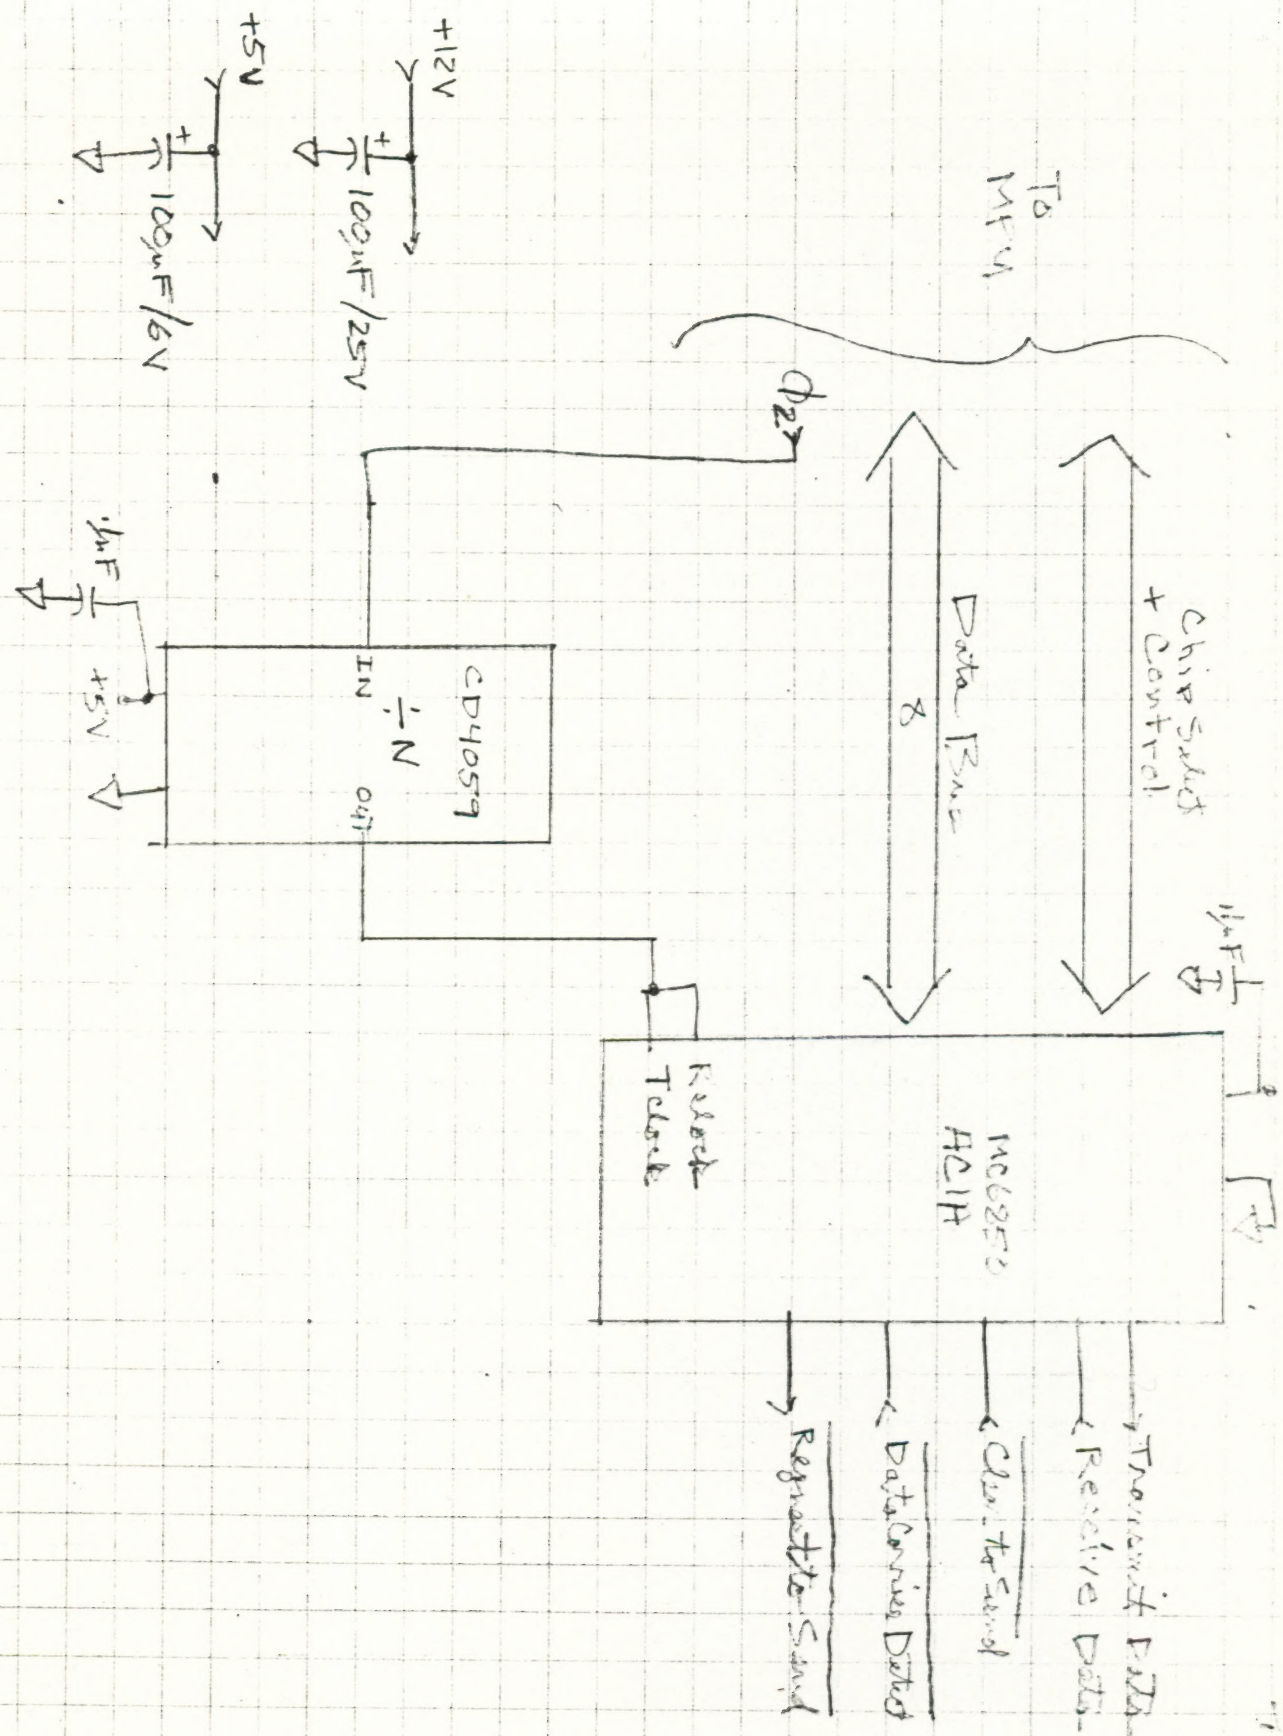 To
MFM
Chip Select
+ Control
Data Bus
8
φ2
+12V
+
100µF/25V
+5V
+
100µF/6V
CD4059
÷N
IN
OUT
.1µF
+5V
.1µF
MC6850
ACIA
Rclock
Tclock
Transmit Data
Receive Data
Clear to Send
Data Carrier Detect
Request to Send